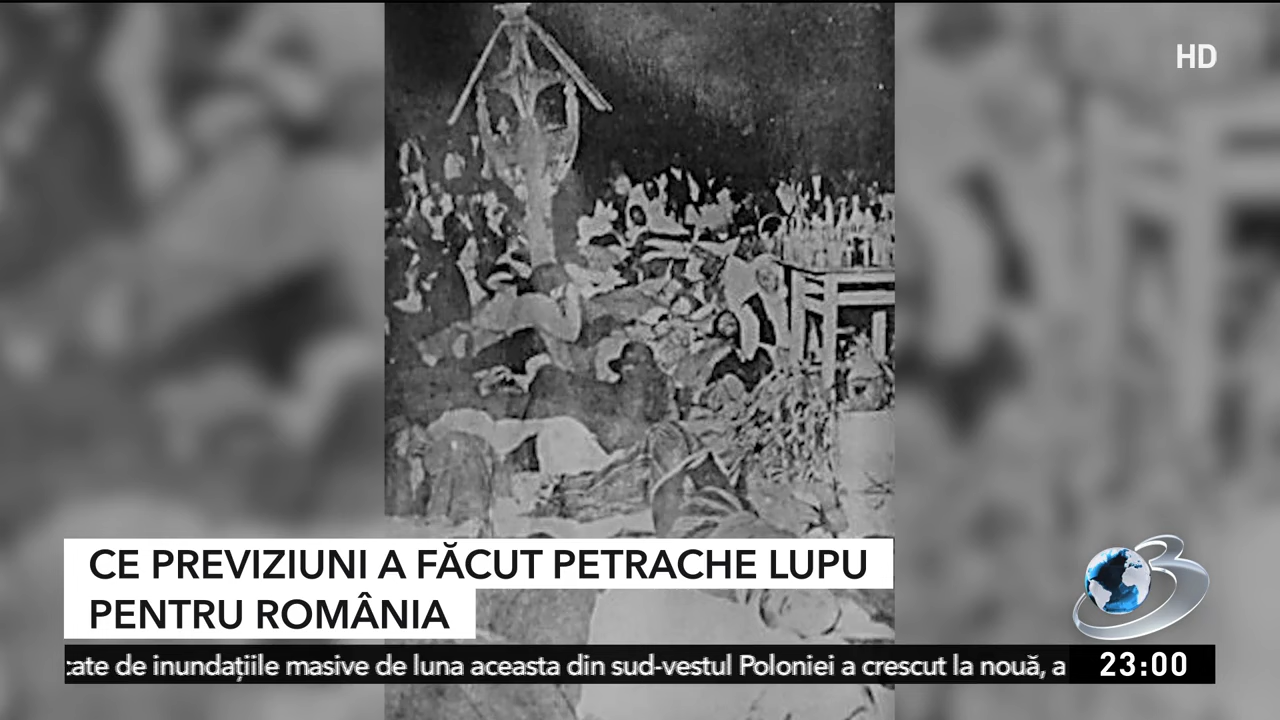 HD
CE PREVIZIUNI A FĂCUT PETRACHE LUPU
PENTRU ROMÂNIA
de inundațiile masive de luna aceasta din sud-vestul Poloniei a crescut la nouă, a
23:00
3